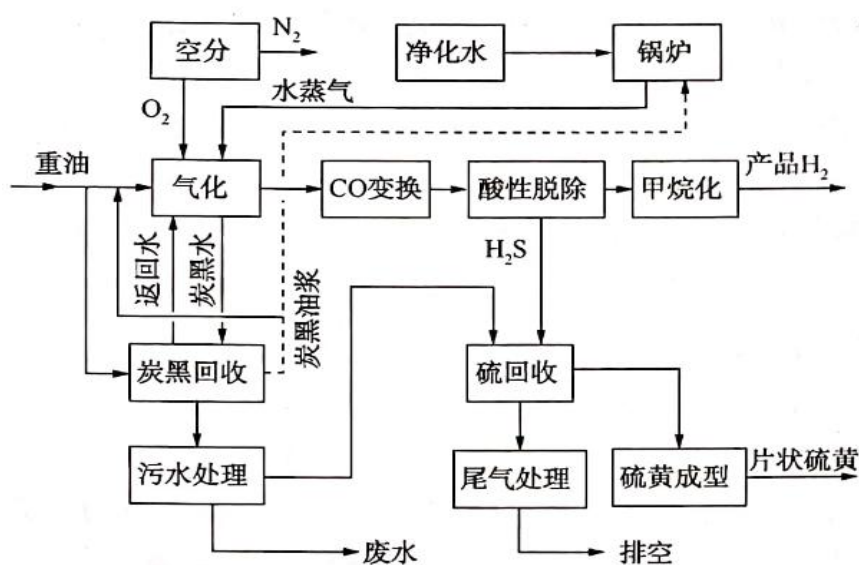 空分
N₂
净化水
锅炉
水蒸气
O₂
重油
气化
CO变换
酸性脱除
甲烷化
产品H₂
返回水
炭黑水
炭黑油浆
H₂S
炭黑回收
硫回收
污水处理
尾气处理
硫黄成型
片状硫黄
废水
排空